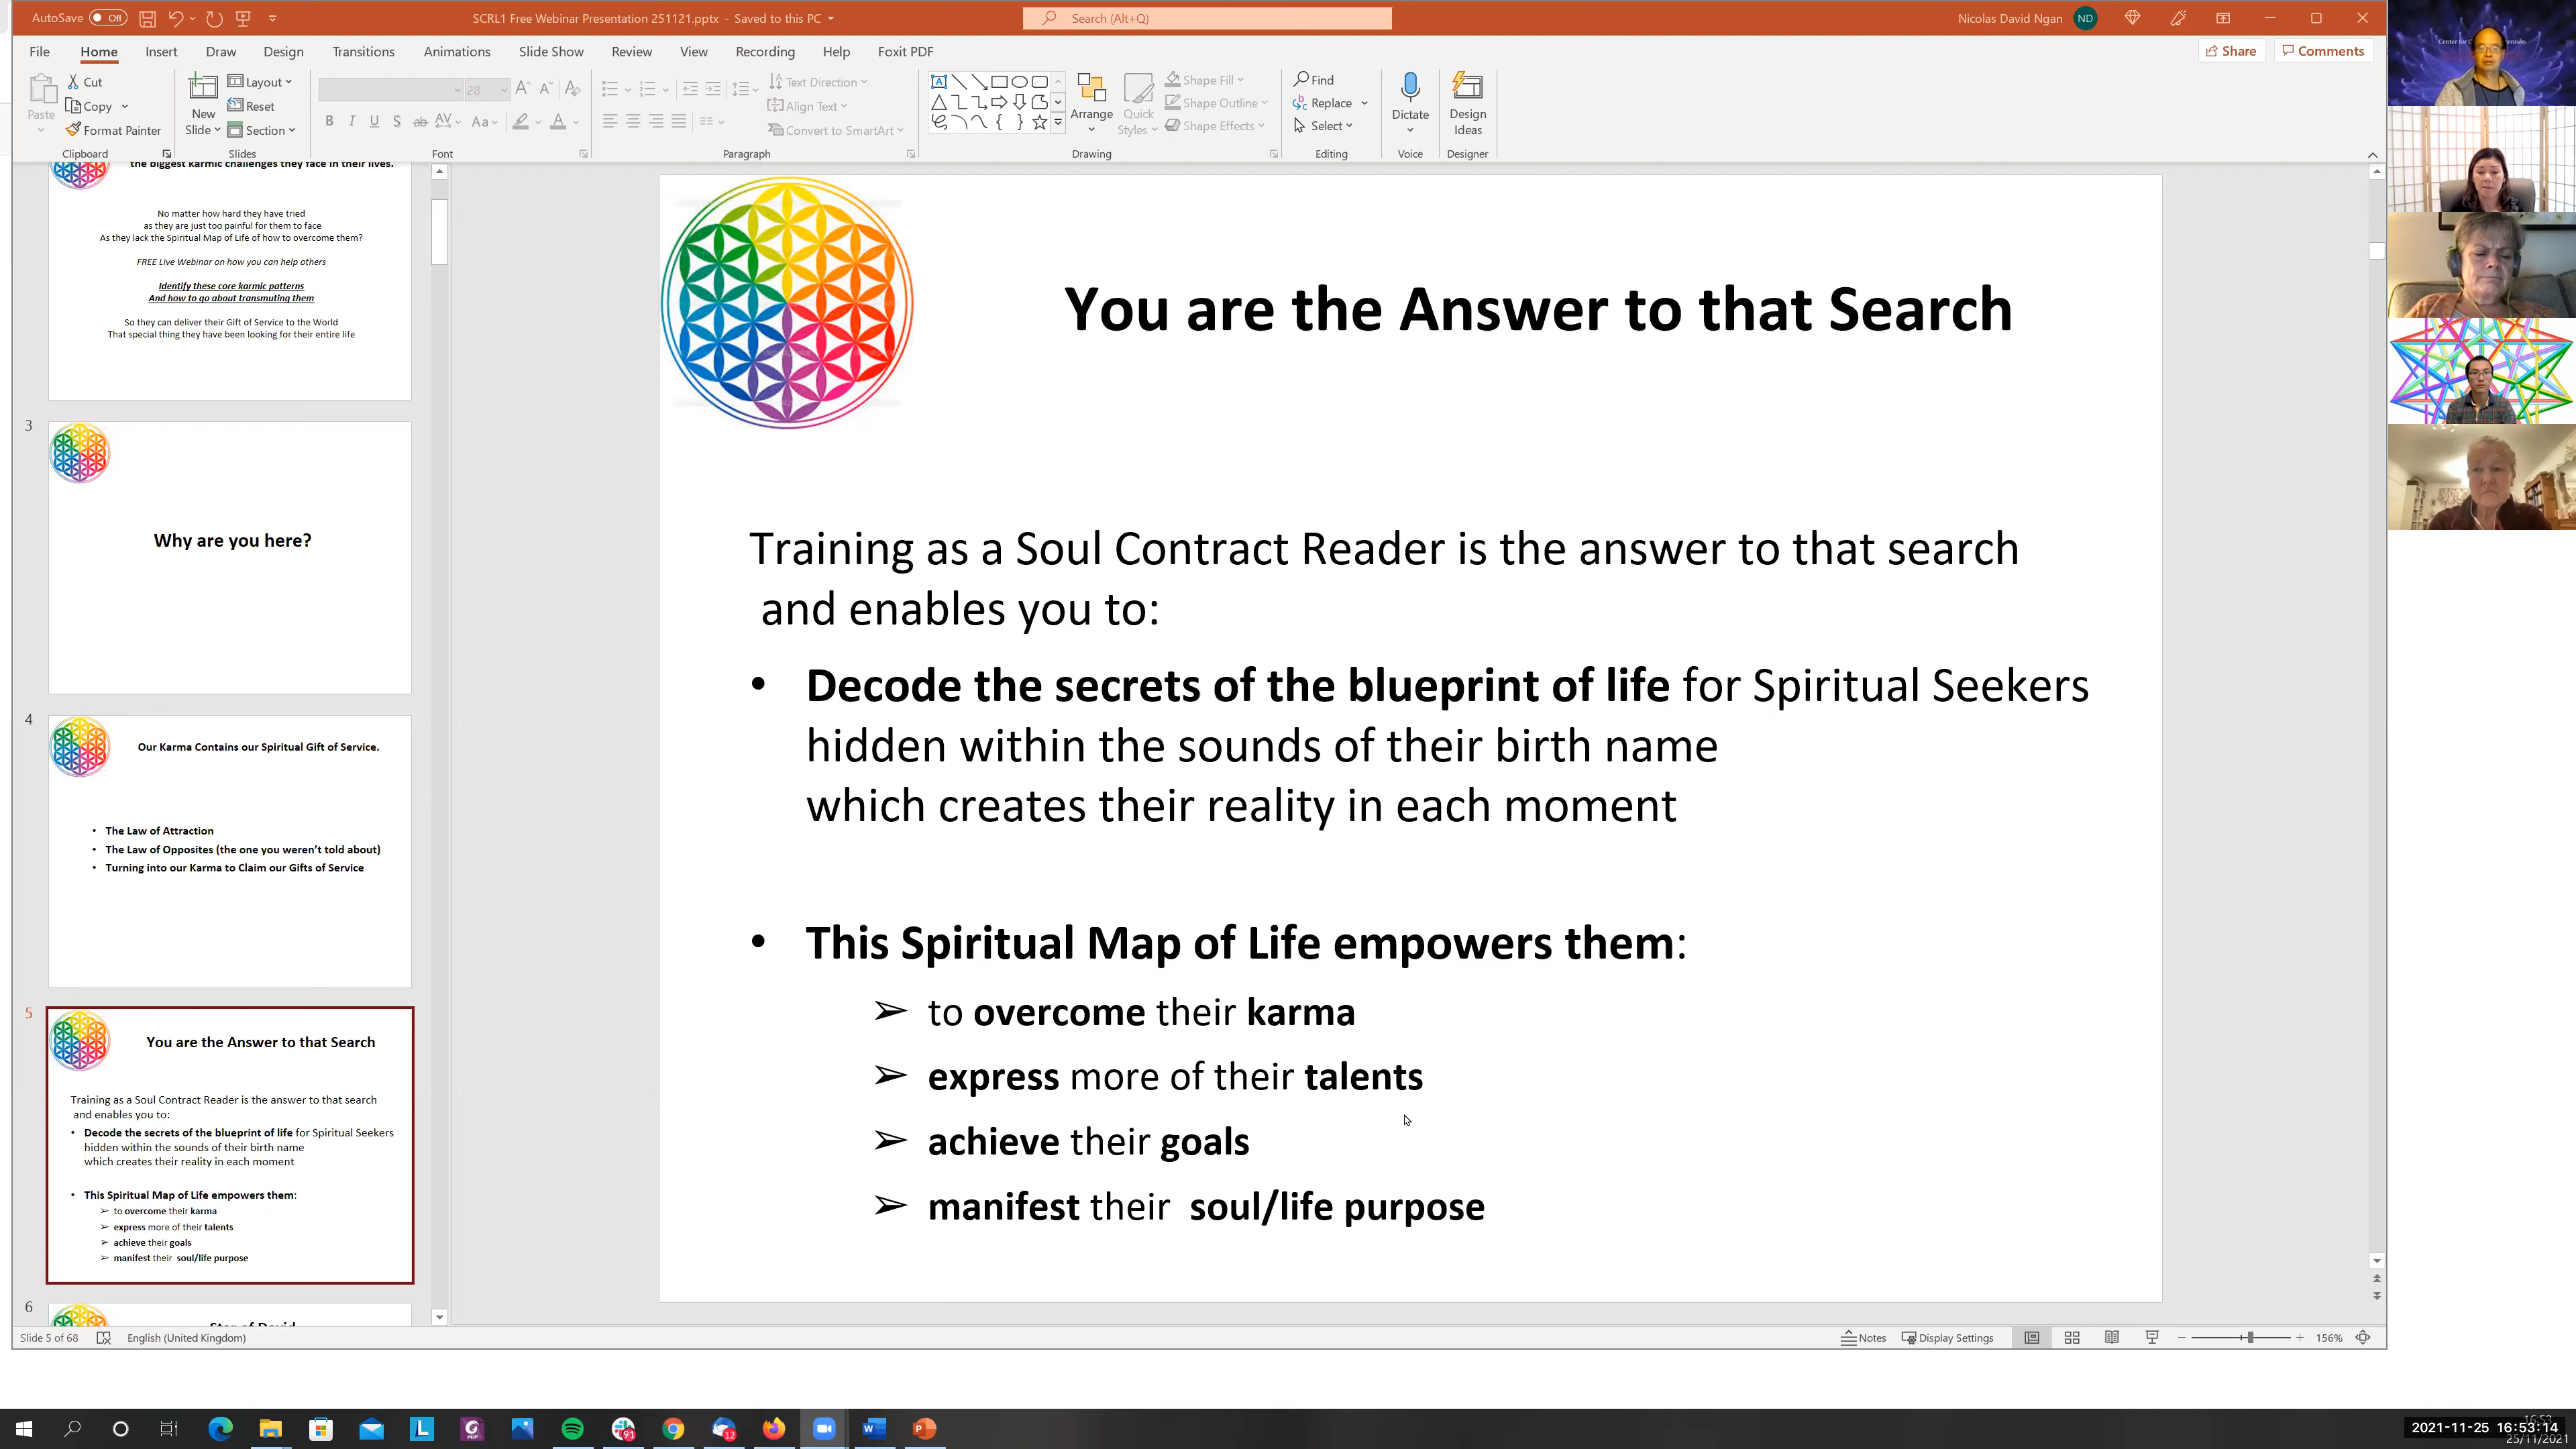 AutoSave Off
SCRL1 Free Webinar Presentation 251121.pptx - Saved to this PC
Search (Alt+Q)
Nicolas David Ngan ND
File Home Insert Draw Design Transitions Animations Slide Show Review View Recording Help Foxit PDF
Share Comments
Paste
Cut
Copy
Format Painter
Clipboard
New
Slide
Layout
Reset
Section
Slides
28
Font
Text Direction
Align Text
Convert to SmartArt
Paragraph
Arrange
Quick
Styles
Shape Fill
Shape Outline
Shape Effects
Drawing
Find
Replace
Select
Editing
Dictate
Voice
Design
Ideas
Designer
the biggest karmic challenges they face in their lives.
No matter how hard they have tried
as they are just too painful for them to face
As they lack the Spiritual Map of Life of how to overcome them?
FREE Live Webinar on how you can help others
Identify these core karmic patterns
And how to go about transmuting them
So they can deliver their Gift of Service to the World
That special thing they have been looking for their entire life
3
Why are you here?
4
Our Karma Contains our Spiritual Gift of Service.
• The Law of Attraction
• The Law of Opposites (the one you weren't told about)
• Turning into our Karma to Claim our Gifts of Service
5
You are the Answer to that Search
Training as a Soul Contract Reader is the answer to that search
and enables you to:
• Decode the secrets of the blueprint of life for Spiritual Seekers
hidden within the sounds of their birth name
which creates their reality in each moment
• This Spiritual Map of Life empowers them:
➢ to overcome their karma
➢ express more of their talents
➢ achieve their goals
➢ manifest their soul/life purpose
6
Star of David
You are the Answer to that Search
Training as a Soul Contract Reader is the answer to that search
and enables you to:
• Decode the secrets of the blueprint of life for Spiritual Seekers
hidden within the sounds of their birth name
which creates their reality in each moment
• This Spiritual Map of Life empowers them:
➢ to overcome their karma
➢ express more of their talents
➢ achieve their goals
➢ manifest their soul/life purpose
Slide 5 of 68 English (United Kingdom)
Notes Display Settings 156%
91
12
16:53
2021-11-25 16:53:14
25/11/2021